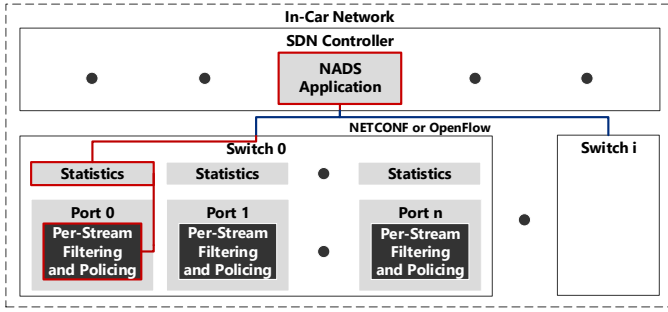 In-Car Network
SDN Controller
NADS
Application
NETCONF or OpenFlow
Switch 0
Switch i
Statistics
Statistics
Statistics
Port 0
Port 1
Port n
Per-Stream
Filtering
and Policing
Per-Stream
Filtering
and Policing
Per-Stream
Filtering
and Policing